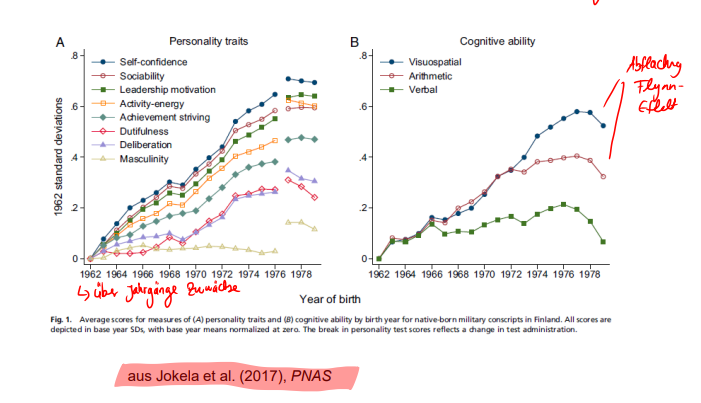 A
Personality traits
B
Cognitive ability
.8
.6
.4
.2
0
1962 standard deviations
Self-confidence
Sociability
Leadership motivation
Activity-energy
Achievement striving
Dutifulness
Deliberation
Masculinity
1962 1964 1966 1968 1970 1972 1974 1976 1978
.8
.6
.4
.2
0
Visuospatial
Arithmetic
Verbal
1962 1964 1966 1968 1970 1972 1974 1976 1978
Abflachung
Flynn-
Effekt
↳ über Jahrgänge Zuwächse
Year of birth
Fig. 1. Average scores for measures of (A) personality traits and (B) cognitive ability by birth year for native-born military conscripts in Finland. All scores are
depicted in base year SDs, with base year means normalized at zero. The break in personality test scores reflects a change in test administration.
aus Jokela et al. (2017), PNAS